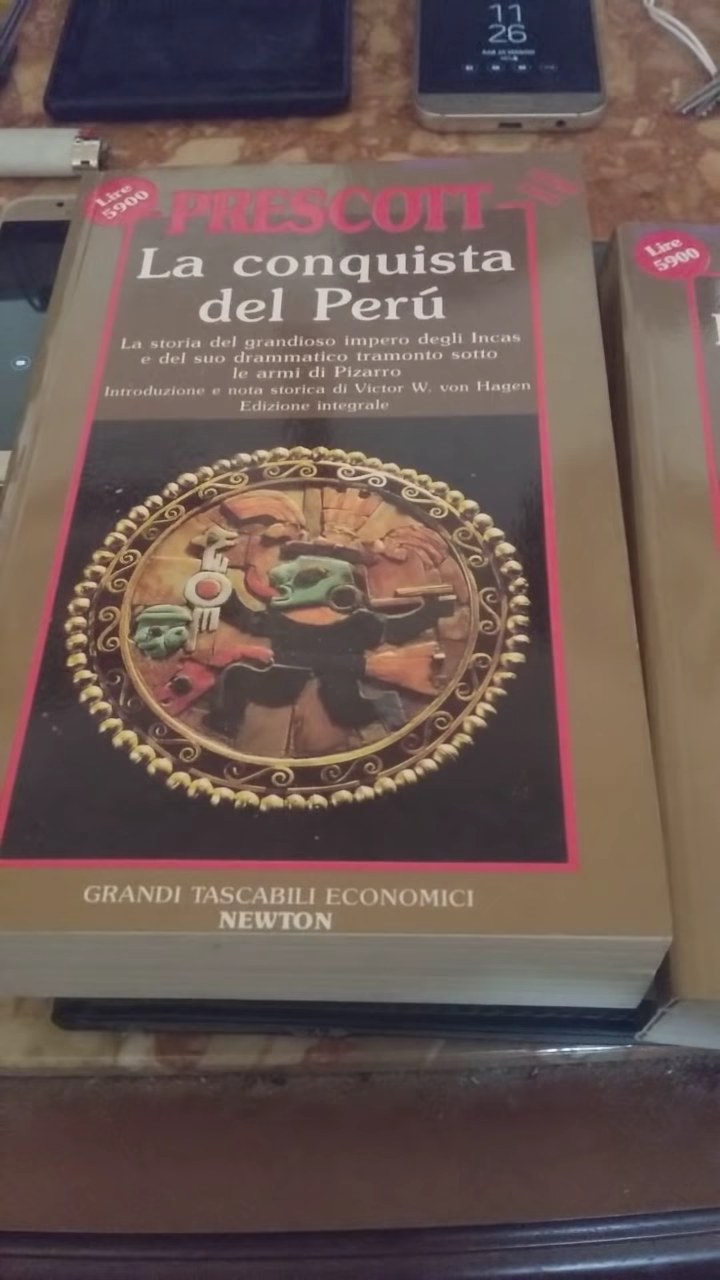 11
26
Lire
5900
PRESCOTT
La conquista
del Perú
La storia del grandioso impero degli Incas
e del suo drammatico tramonto sotto
le armi di Pizarro
Introduzione e nota storica di Victor W. von Hagen
Edizione integrale
GRANDI TASCABILI ECONOMICI
NEWTON
Lire
5900